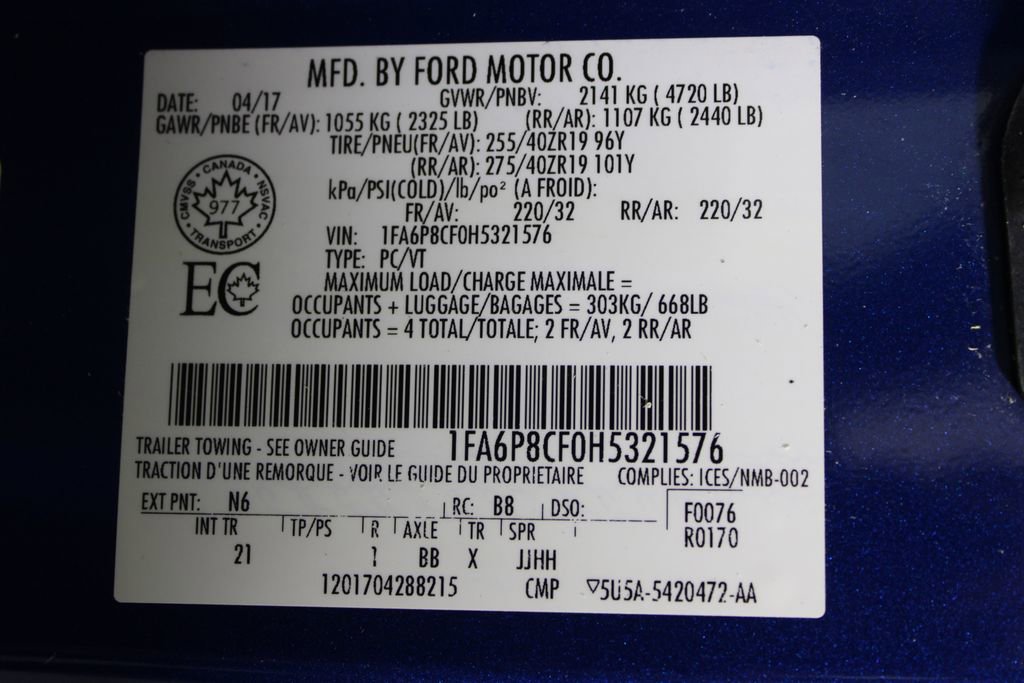 MFD. BY FORD MOTOR CO.
DATE: 04/17 GVWR/PNBV: 2141 KG ( 4720 LB)
GAWR/PNBE (FR/AV): 1055 KG ( 2325 LB) (RR/AR): 1107 KG ( 2440 LB)
TIRE/PNEU(FR/AV): 255/40ZR19 96Y
(RR/AR): 275/40ZR19 101Y
kPa/PSI(COLD)/lb/po² (A FROID):
FR/AV: 220/32 RR/AR: 220/32
CANADA
CMVSS 977 NSVAC
TRANSPORT
VIN: 1FA6P8CF0H5321576
TYPE: PC/VT
EC
MAXIMUM LOAD/CHARGE MAXIMALE =
OCCUPANTS + LUGGAGE/BAGAGES = 303KG/ 668LB
OCCUPANTS = 4 TOTAL/TOTALE; 2 FR/AV, 2 RR/AR
TRAILER TOWING - SEE OWNER GUIDE 1FA6P8CF0H5321576
TRACTION D'UNE REMORQUE - VOIR LE GUIDE DU PROPRIETAIRE COMPLIES: ICES/NMB-002
EXT PNT: N6 RC: B8 DSO: F0076
INT TR TP/PS R AXLE TR SPR R0170
21 1 BB X JJHH
1201704288215 CMP ▽5U5A-5420472-AA